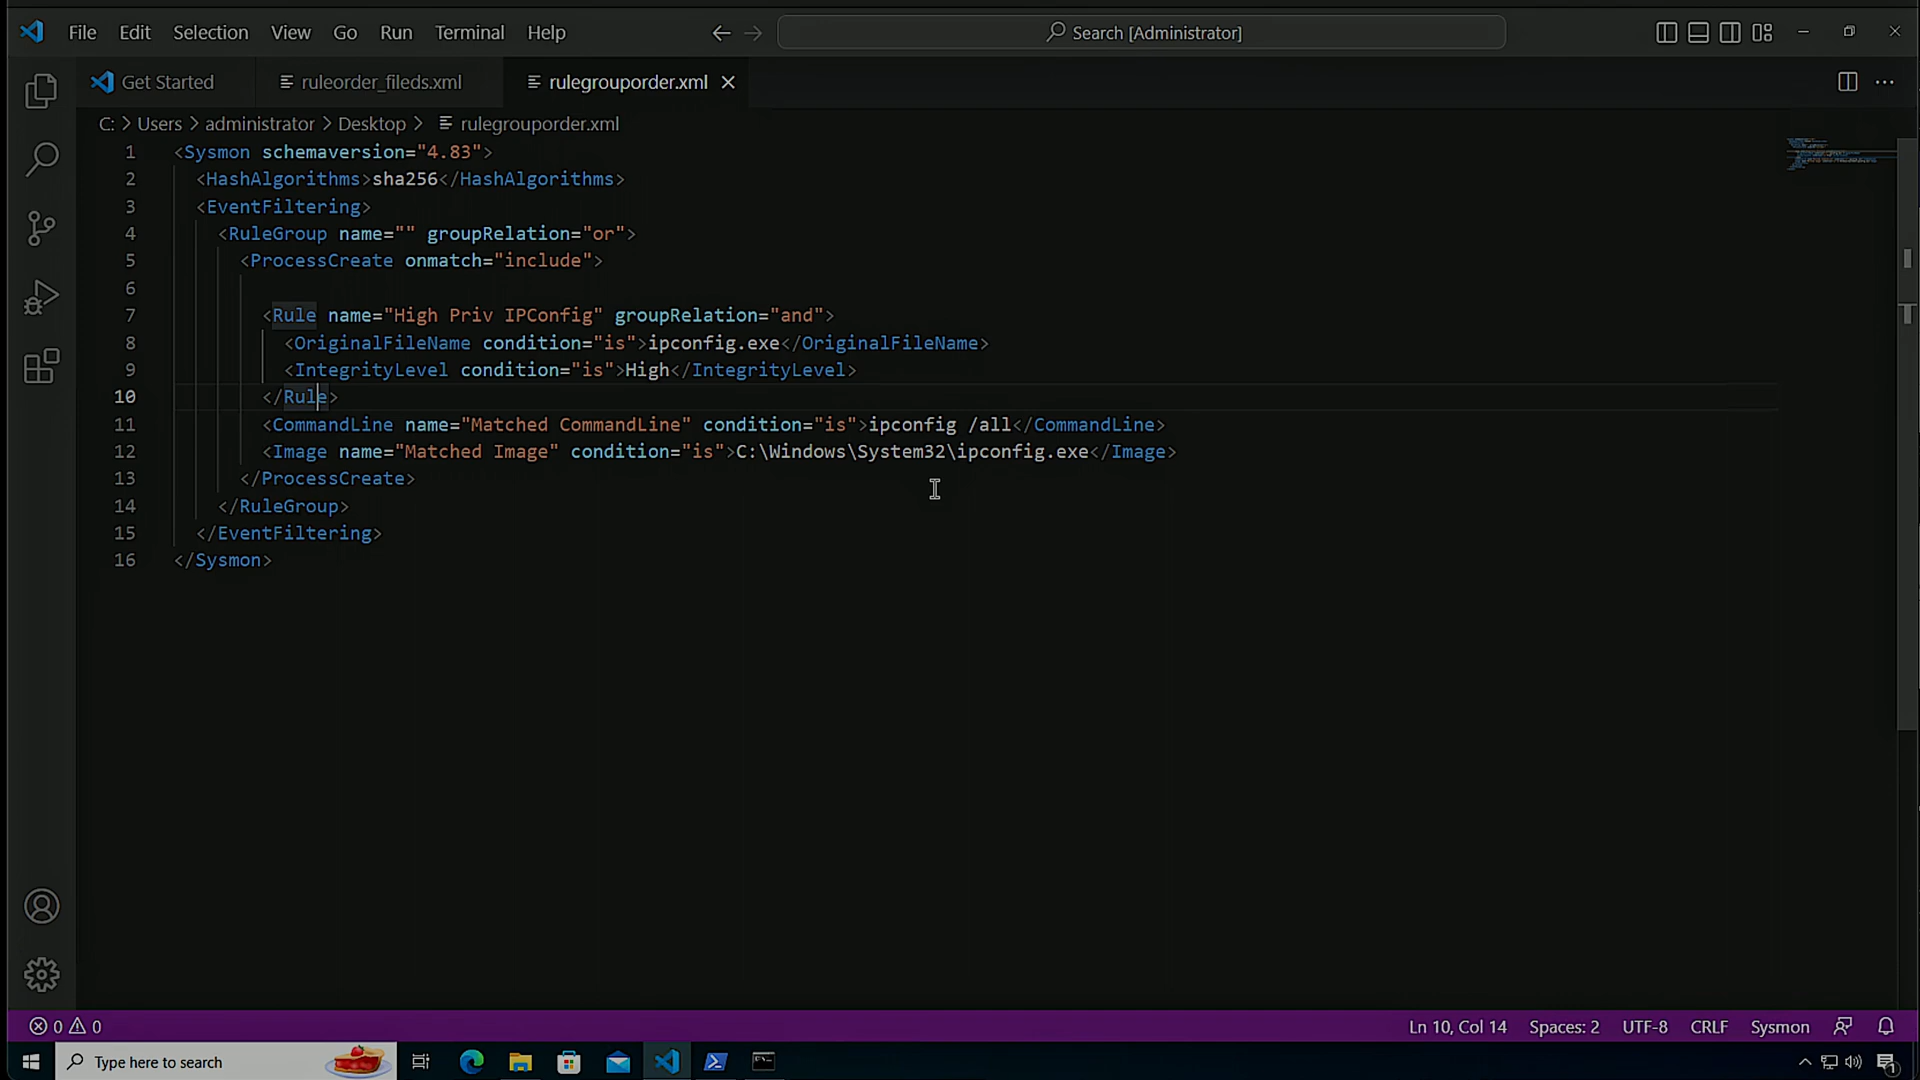 File Edit Selection View Go Run Terminal Help Search [Administrator]
Get Started ruleorder_fileds.xml rulegrouporder.xml
C: > Users > administrator > Desktop > rulegrouporder.xml
1 <Sysmon schemaversion="4.83">
2 <HashAlgorithms>sha256</HashAlgorithms>
3 <EventFiltering>
4 <RuleGroup name="" groupRelation="or">
5 <ProcessCreate onmatch="include">
6
7 <Rule name="High Priv IPConfig" groupRelation="and">
8 <OriginalFileName condition="is">ipconfig.exe</OriginalFileName>
9 <IntegrityLevel condition="is">High</IntegrityLevel>
10 </Rule>
11 <CommandLine name="Matched CommandLine" condition="is">ipconfig /all</CommandLine>
12 <Image name="Matched Image" condition="is">C:\Windows\System32\ipconfig.exe</Image>
13 </ProcessCreate>
14 </RuleGroup>
15 </EventFiltering>
16 </Sysmon>
0 0 Ln 10, Col 14 Spaces: 2 UTF-8 CRLF Sysmon
Type here to search 1